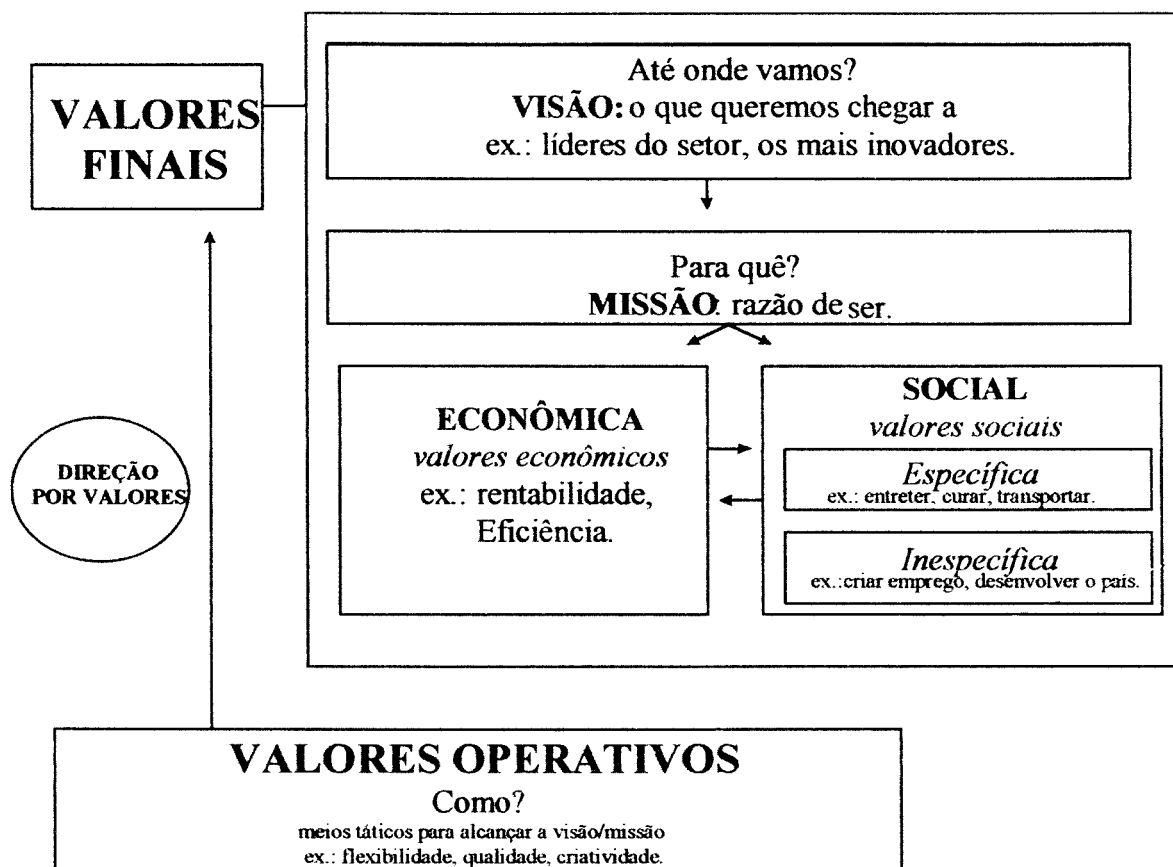 VALORES
FINAIS
Até onde vamos?
VISÃO: o que queremos chegar a
ex.: líderes do setor, os mais inovadores.
Para quê?
MISSÃO: razão de ser.
ECONÔMICA
valores econômicos
ex.: rentabilidade,
Eficiência.
SOCIAL
valores sociais
Específica
ex.: entreter, curar, transportar.
Inespecífica
ex.:criar emprego, desenvolver o país.
DIREÇÃO
POR VALORES
VALORES OPERATIVOS
Como?
meios táticos para alcançar a visão/missão
ex.: flexibilidade, qualidade, criatividade.